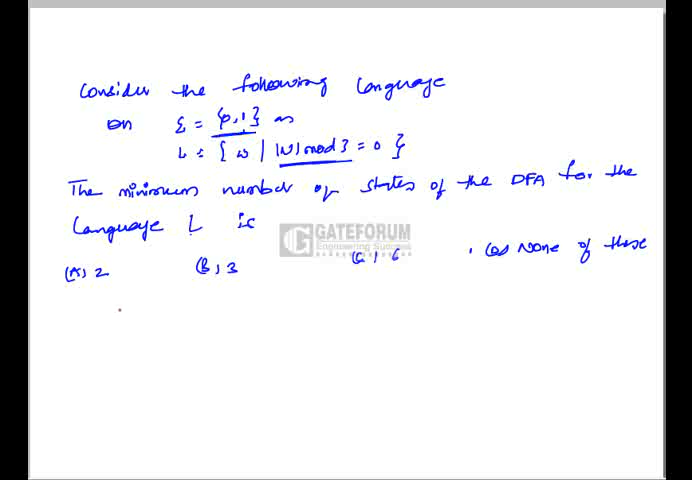 Consider the following language
on Σ = {0,1} as
L = { w | |w| mod 3 = 0 }
The minimum number of states of the DFA for the
language L is
GATEFORUM
Engineering Success
(A) 2 (B) 3 (C) 6 (D) None of these